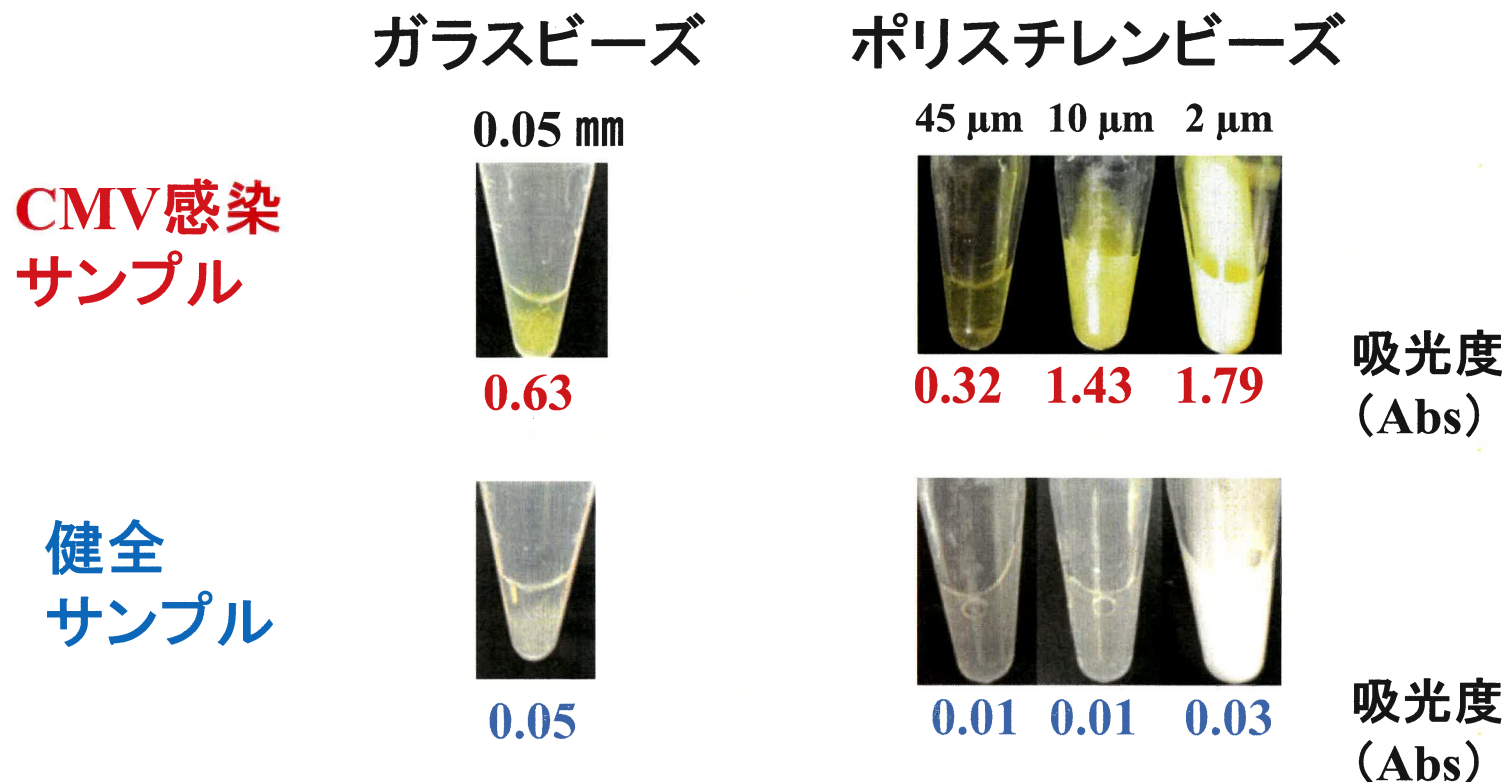 ガラスビーズ ポリスチレンビーズ
0.05 ㎜ 45 μm 10 μm 2 μm
CMV感染
サンプル
0.63 0.32 1.43 1.79
吸光度
（Abs）
健全
サンプル
0.05 0.01 0.01 0.03
吸光度
（Abs）